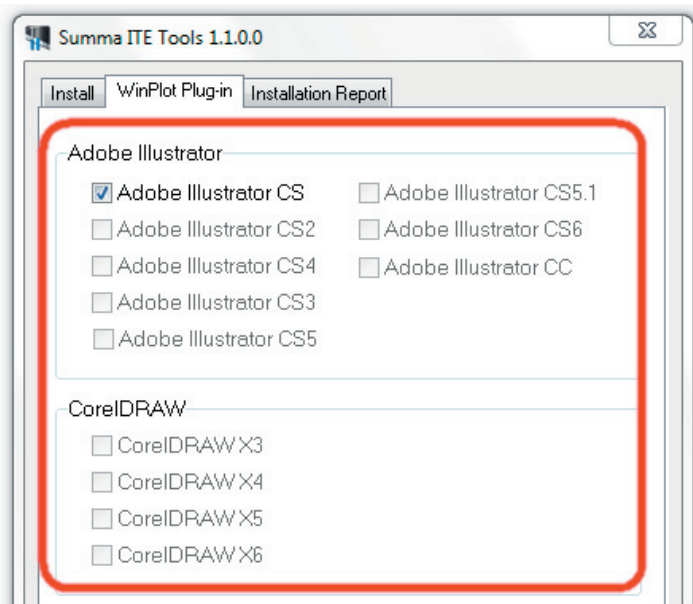 Summa ITE Tools 1.1.0.0
Install WinPlot Plug-in Installation Report
Adobe Illustrator
Adobe Illustrator CS Adobe Illustrator CS5.1
Adobe Illustrator CS2 Adobe Illustrator CS6
Adobe Illustrator CS4 Adobe Illustrator CC
Adobe Illustrator CS3
Adobe Illustrator CS5
CorelDRAW
CorelDRAW X3
CorelDRAW X4
CorelDRAW X5
CorelDRAW X6